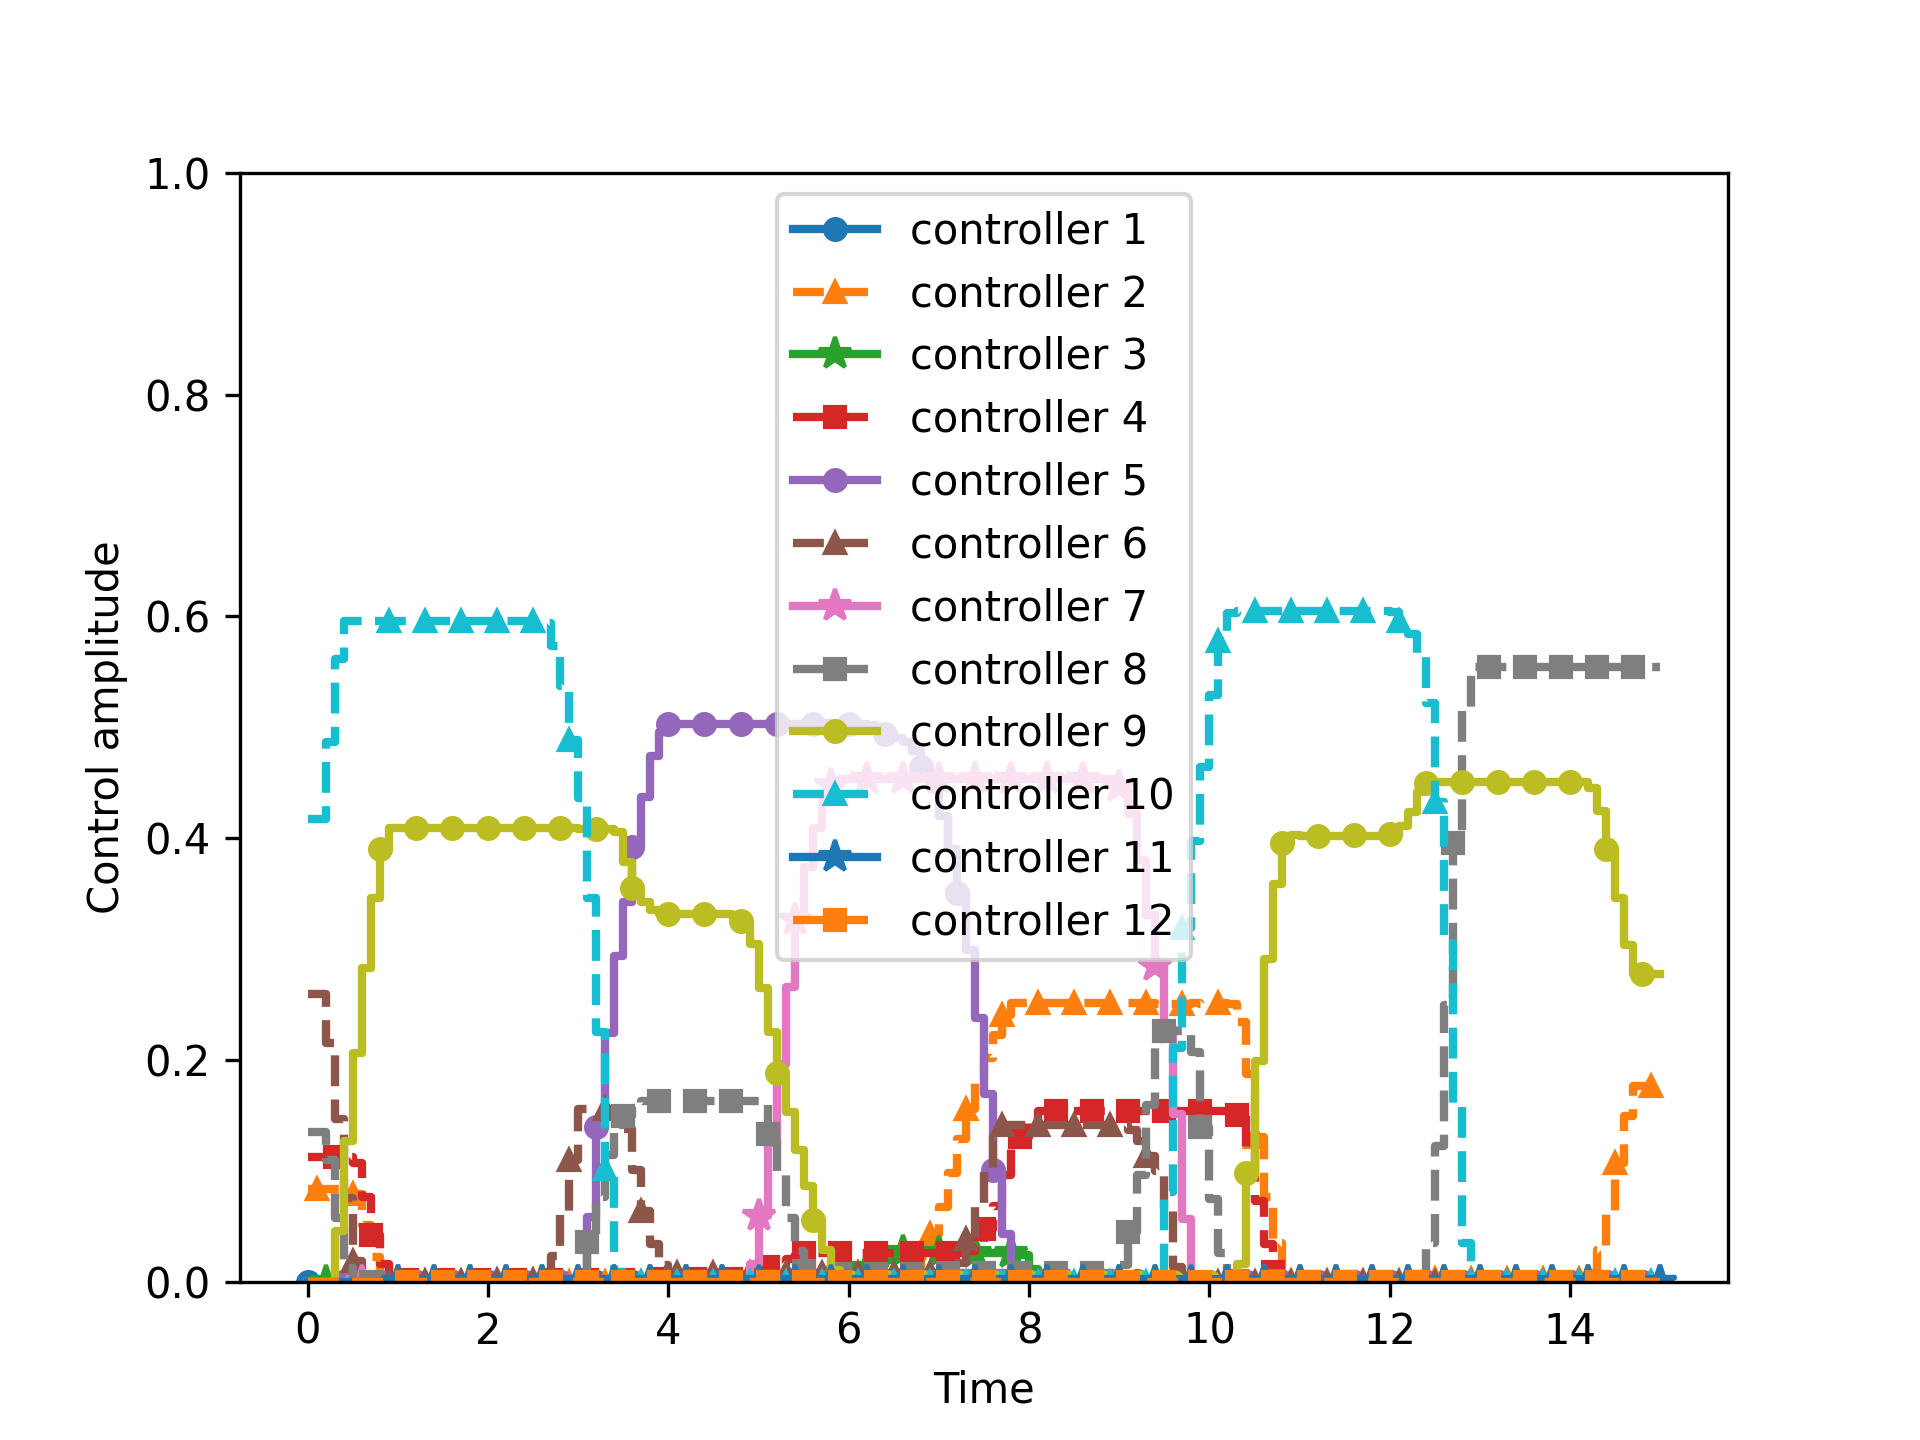 1.0
0.8
0.6
0.4
0.2
0.0
Control amplitude
controller 1
controller 2
controller 3
controller 4
controller 5
controller 6
controller 7
controller 8
controller 9
controller 10
controller 11
controller 12
0 2 4 6 8 10 12 14
Time